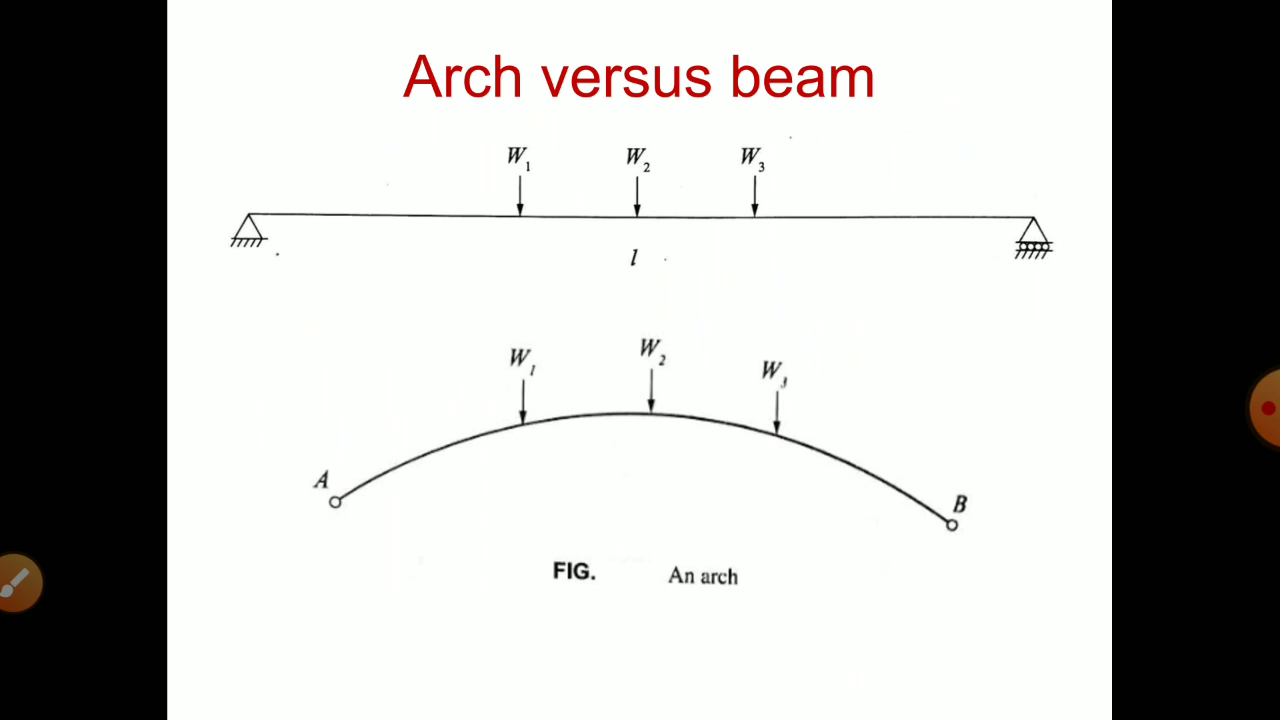 Arch versus beam
W₁ W₂ W₃
l
W₁ W₂ W₃
A
B
FIG. An arch